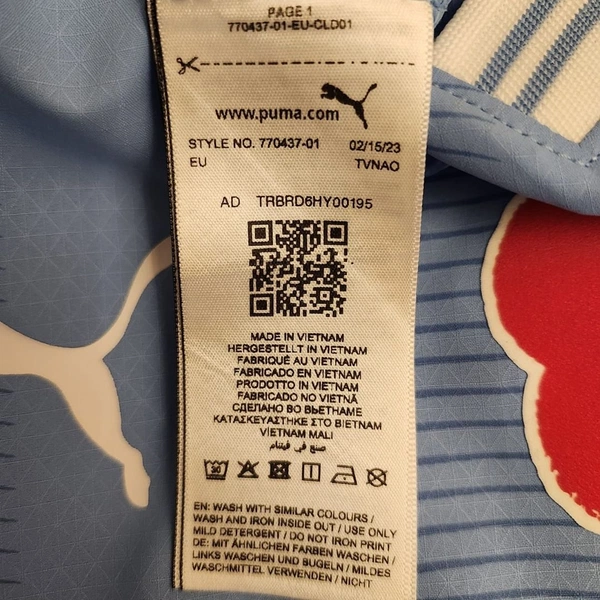 PAGE 1
770437-01-EU-CLD01
www.puma.com
STYLE NO. 770437-01 02/15/23
EU TVNAO
AD TRBRD6HY00195
MADE IN VIETNAM
HERGESTELLT IN VIETNAM
FABRIQUÉ AU VIETNAM
FABRICADO EN VIETNAM
PRODOTTO IN VIETNAM
FABRICADO NO VIETNÃ
СДЕЛАНО ВО ВЬЕТНАМЕ
ΚΑΤΑΣΚΕΥΑΣΤΗΚΕ ΣΤΟ ΒΙΕΤΝΑΜ
VIETNAM MALI
صنع في فيتنام
30
EN: WASH WITH SIMILAR COLOURS /
WASH AND IRON INSIDE OUT / USE ONLY
MILD DETERGENT / DO NOT IRON PRINT
DE: MIT ÄHNLICHEN FARBEN WASCHEN /
LINKS WASCHEN UND BÜGELN / MILDES
WASCHMITTEL VERWENDEN / NICHT